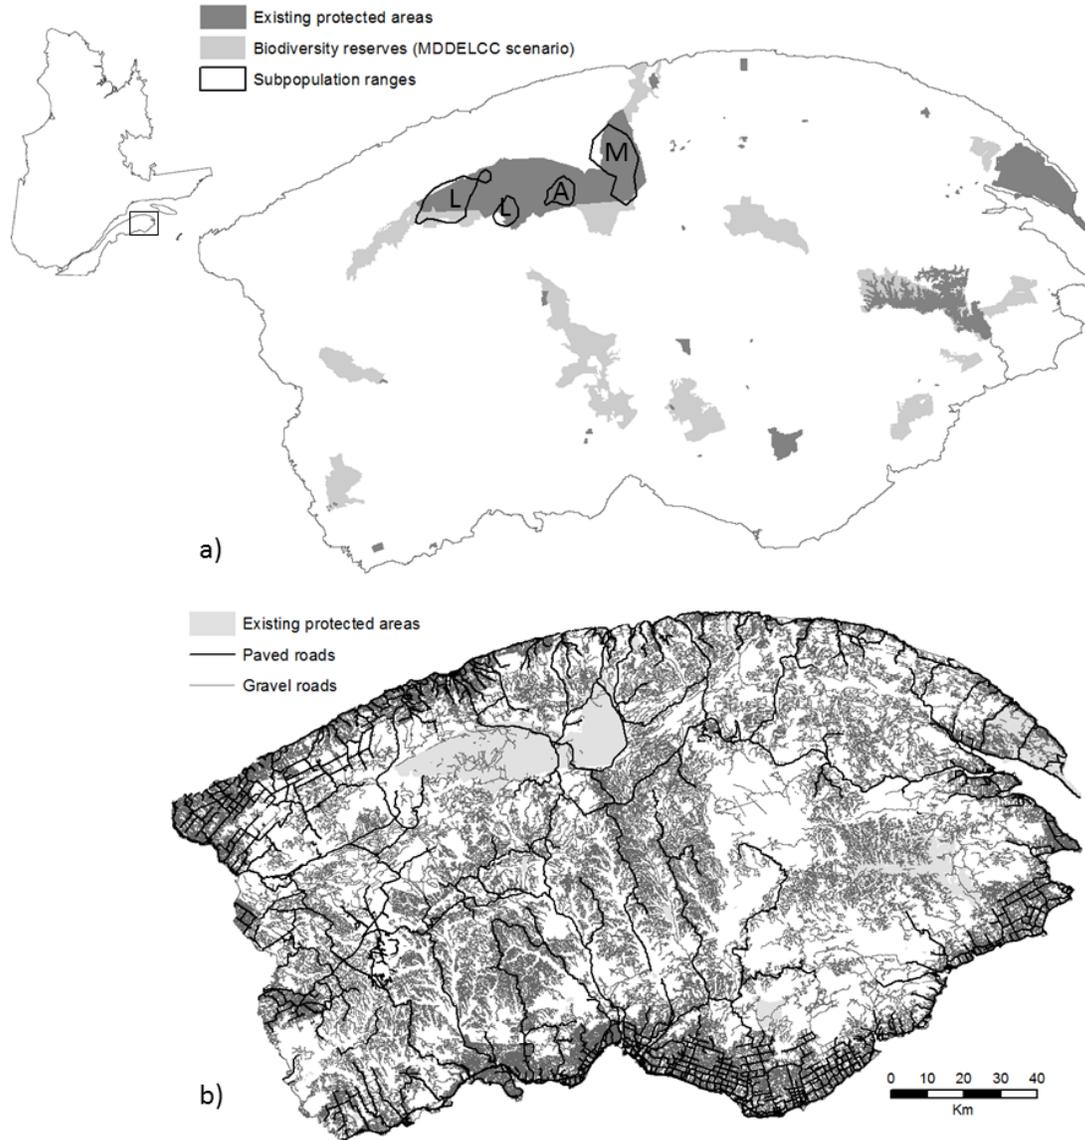 Existing protected areas
Biodiversity reserves (MDDELCC scenario)
Subpopulation ranges
M
L
L
A
a)
Existing protected areas
Paved roads
Gravel roads
b)
0 10 20 30 40
Km